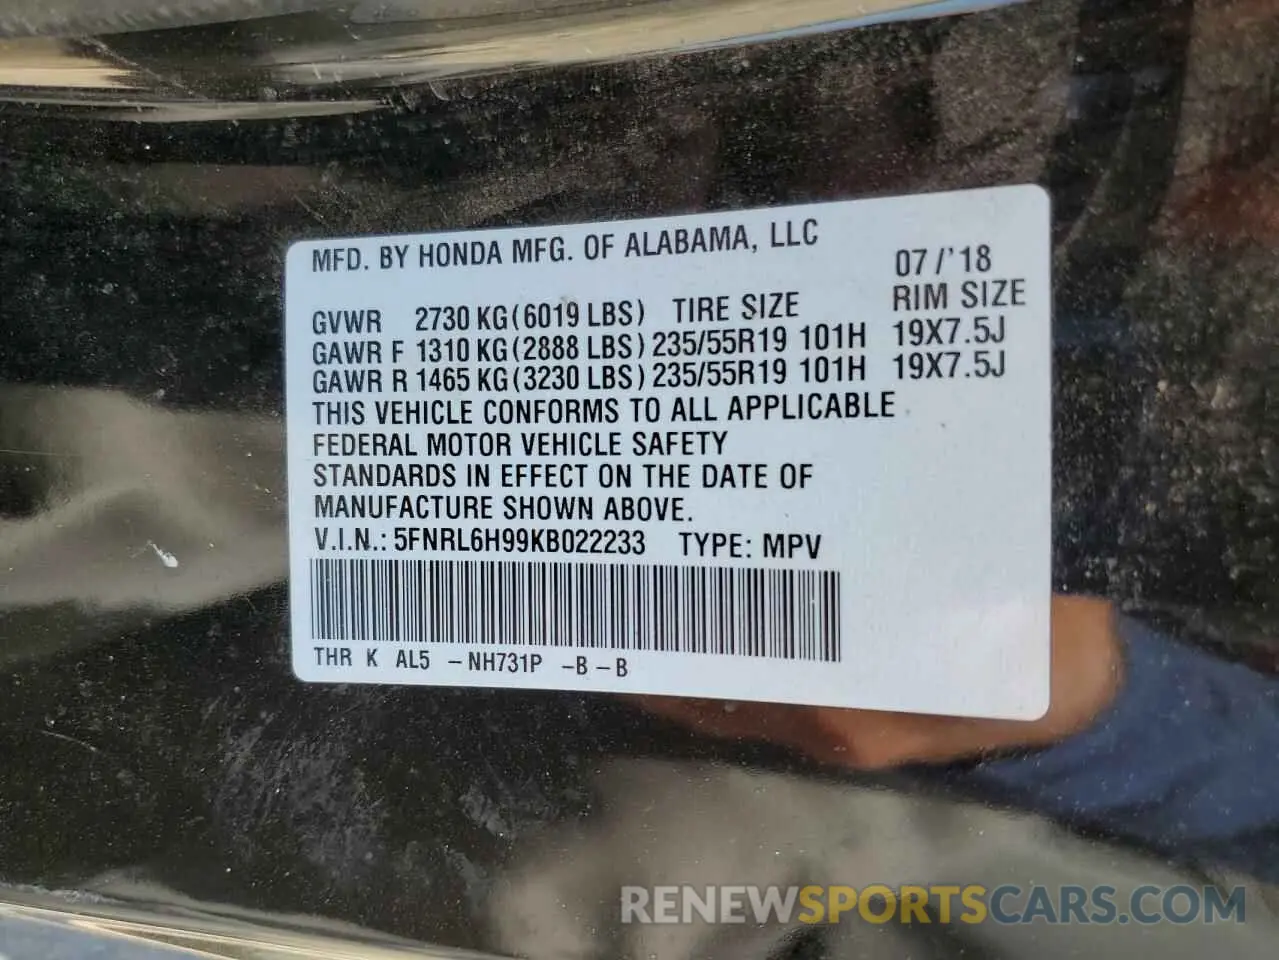 MFD. BY HONDA MFG. OF ALABAMA, LLC 07/'18
GVWR 2730 KG(6019 LBS) TIRE SIZE RIM SIZE
GAWR F 1310 KG(2888 LBS) 235/55R19 101H 19X7.5J
GAWR R 1465 KG(3230 LBS) 235/55R19 101H 19X7.5J
THIS VEHICLE CONFORMS TO ALL APPLICABLE
FEDERAL MOTOR VEHICLE SAFETY
STANDARDS IN EFFECT ON THE DATE OF
MANUFACTURE SHOWN ABOVE.
V.I.N.: 5FNRL6H99KB022233 TYPE: MPV
THR K AL5 -NH731P -B-B
RENEWSPORTSCARS.COM